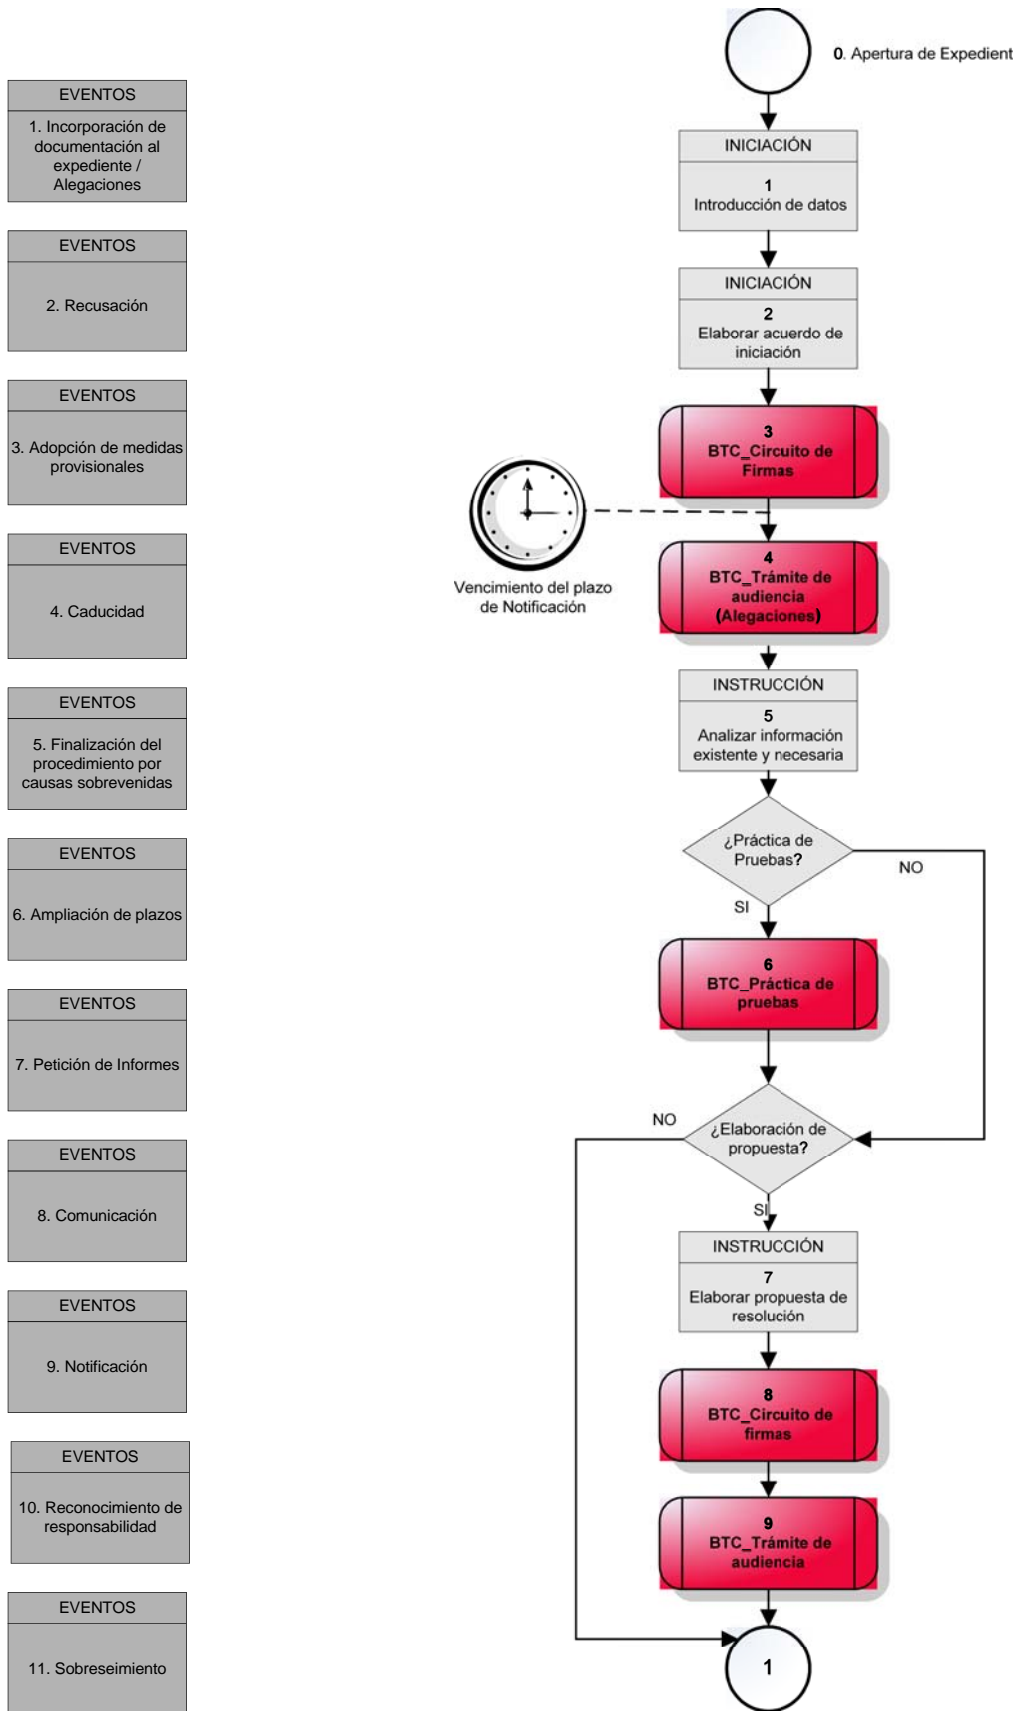 EVENTOS
1. Incorporación de
documentación al
expediente /
Alegaciones
EVENTOS
2. Recusación
EVENTOS
3. Adopción de medidas
provisionales
EVENTOS
4. Caducidad
EVENTOS
5. Finalización del
procedimiento por
causas sobrevenidas
EVENTOS
6. Ampliación de plazos
EVENTOS
7. Petición de Informes
EVENTOS
8. Comunicación
EVENTOS
9. Notificación
EVENTOS
10. Reconocimiento de
responsabilidad
EVENTOS
11. Sobreseimiento
0. Apertura de Expedient
INICIACIÓN
1
Introducción de datos
INICIACIÓN
2
Elaborar acuerdo de
iniciación
3
BTC_Circuito de
Firmas
Vencimiento del plazo
de Notificación
4
BTC_Trámite de
audiencia
(Alegaciones)
INSTRUCCIÓN
5
Analizar información
existente y necesaria
¿Práctica de
Pruebas?
NO
SI
6
BTC_Práctica de
pruebas
NO
¿Elaboración de
propuesta?
SI
INSTRUCCIÓN
7
Elaborar propuesta de
resolución
8
BTC_Circuito de
firmas
9
BTC_Trámite de
audiencia
1